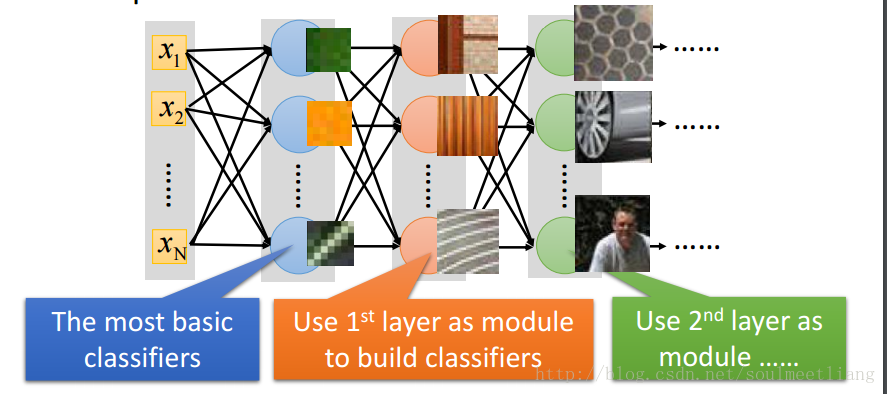 x1
x2
xN
......
......
......
......
......
......
......
The most basic
classifiers
Use 1st layer as module
to build classifiers
Use 2nd layer as
module ......
http://blog.csdn.net/soulmeetliang